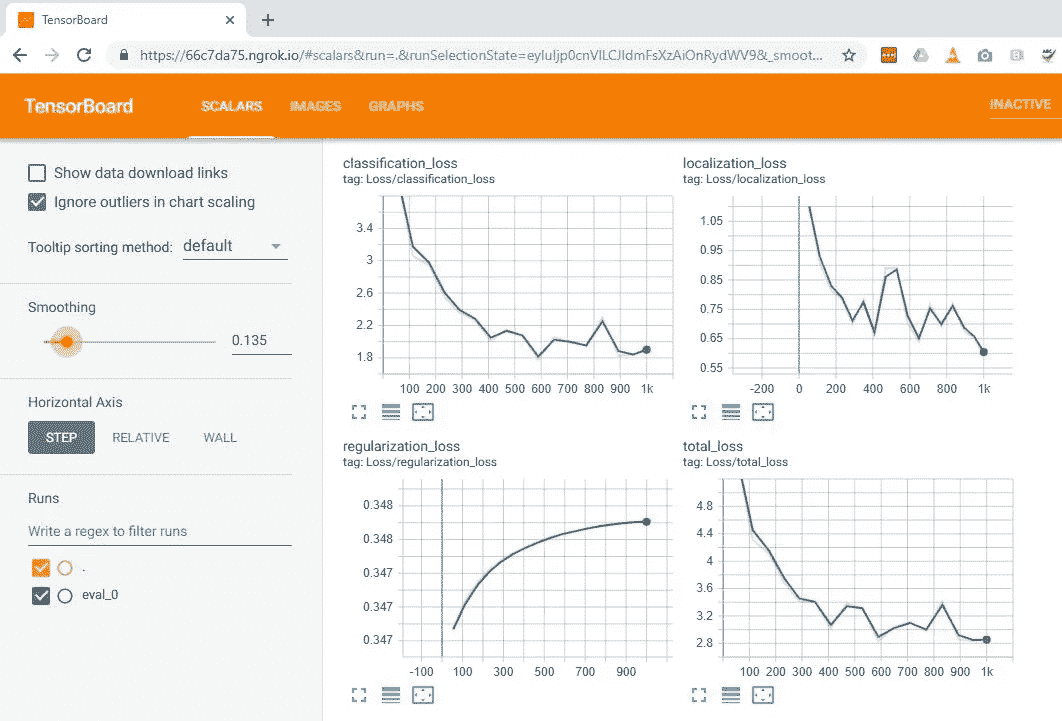 TensorBoard
https://66c7da75.ngrok.io/#scalars&run=.&runSelectionState=eyIuIjp0cnVlLCJldmFsXzAiOnRydWV9&_smoot...
TensorBoard SCALARS IMAGES GRAPHS INACTIVE
Show data download links
Ignore outliers in chart scaling
Tooltip sorting method: default
Smoothing
0.135
Horizontal Axis
STEP RELATIVE WALL
Runs
Write a regex to filter runs
.
eval_0
classification_loss
tag: Loss/classification_loss
3.4
3
2.6
2.2
1.8
100 200 300 400 500 600 700 800 900 1k
localization_loss
tag: Loss/localization_loss
1.05
0.95
0.85
0.75
0.65
0.55
-200 0 200 400 600 800 1k
regularization_loss
tag: Loss/regularization_loss
0.348
0.348
0.347
0.347
0.347
-100 100 300 500 700 900
total_loss
tag: Loss/total_loss
4.8
4.4
4
3.6
3.2
2.8
100 200 300 400 500 600 700 800 900 1k